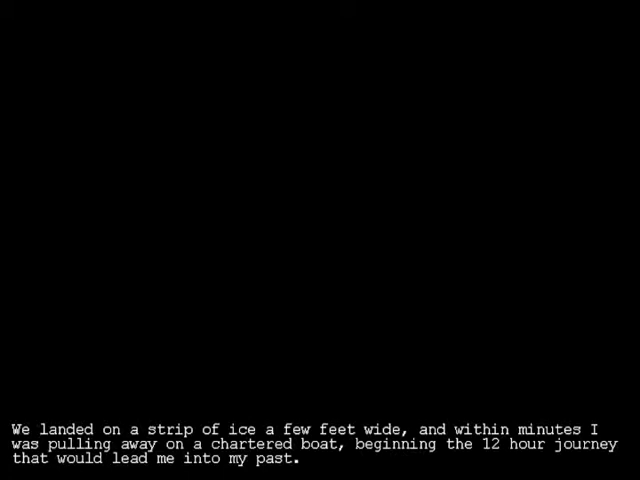 We landed on a strip of ice a few feet wide, and within minutes I
was pulling away on a chartered boat, beginning the 12 hour journey
that would lead me into my past.